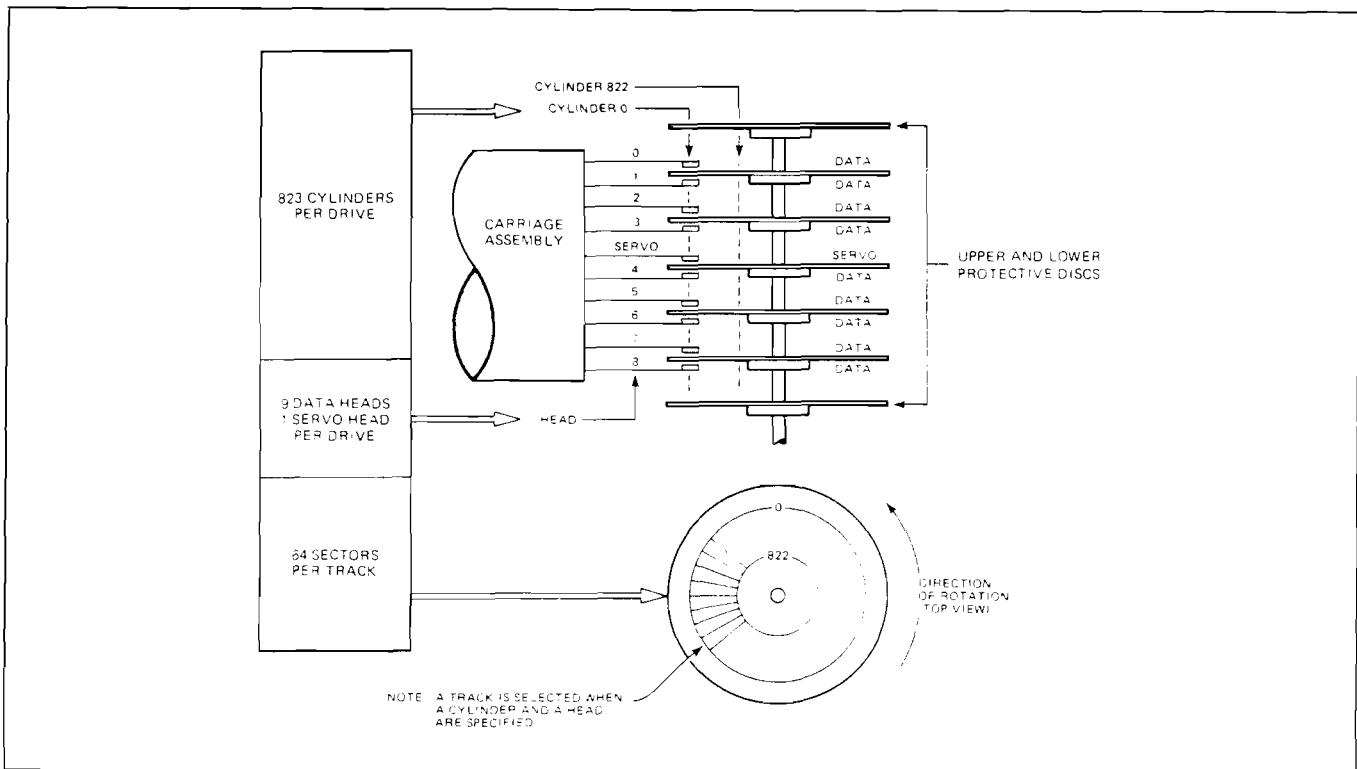 823 CYLINDERS
PER DRIVE
9 DATA HEADS
1 SERVO HEAD
PER DRIVE
64 SECTORS
PER TRACK
CYLINDER 822
CYLINDER 0
CARRIAGE
ASSEMBLY
0
1
2
3
SERVO
4
5
6
7
8
HEAD
DATA
DATA
DATA
DATA
SERVO
DATA
DATA
DATA
DATA
DATA
UPPER AND LOWER
PROTECTIVE DISCS
0
822
DIRECTION
OF ROTATION
(TOP VIEW)
NOTE A TRACK IS SELECTED WHEN
A CYLINDER AND A HEAD
ARE SPECIFIED